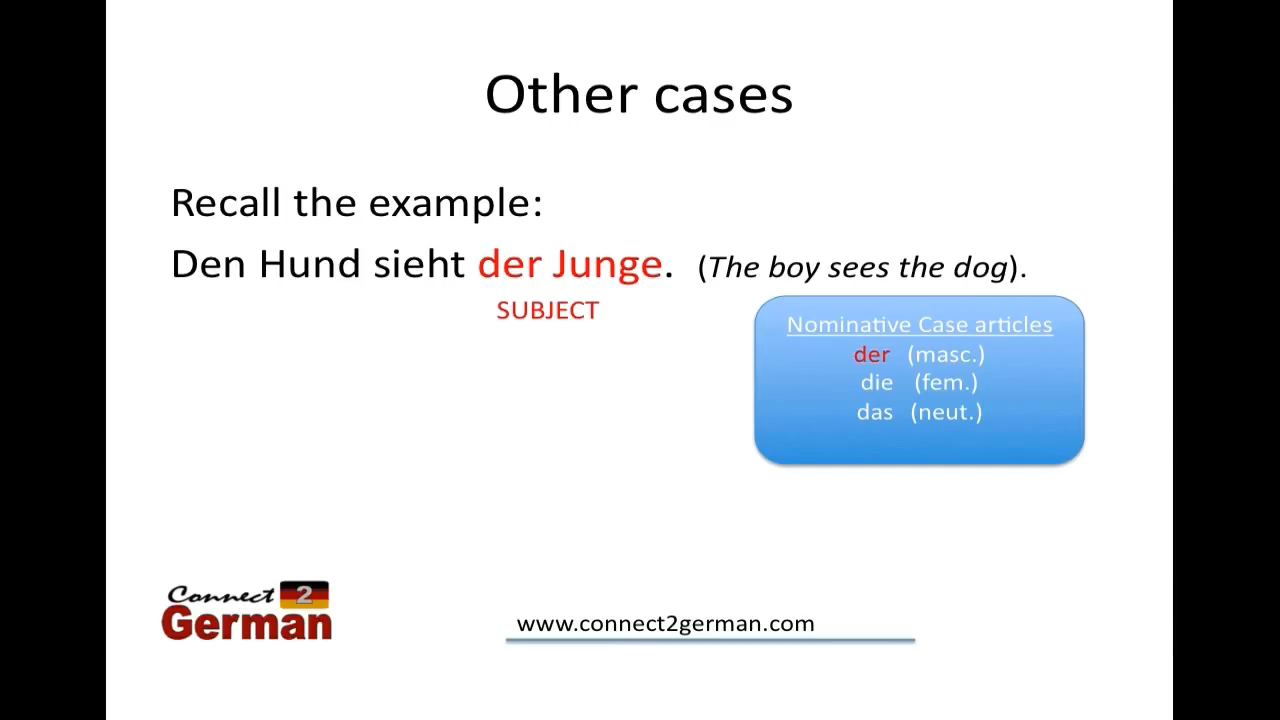 Other cases
Recall the example:
Den Hund sieht der Junge. (The boy sees the dog).
SUBJECT
Nominative Case articles
der (masc.)
die (fem.)
das (neut.)
Connect 2
German
www.connect2german.com